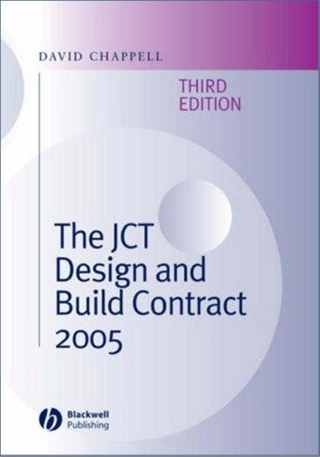 DAVID CHAPPELL
THIRD
EDITION
The JCT
Design and
Build Contract
2005
Blackwell
Publishing